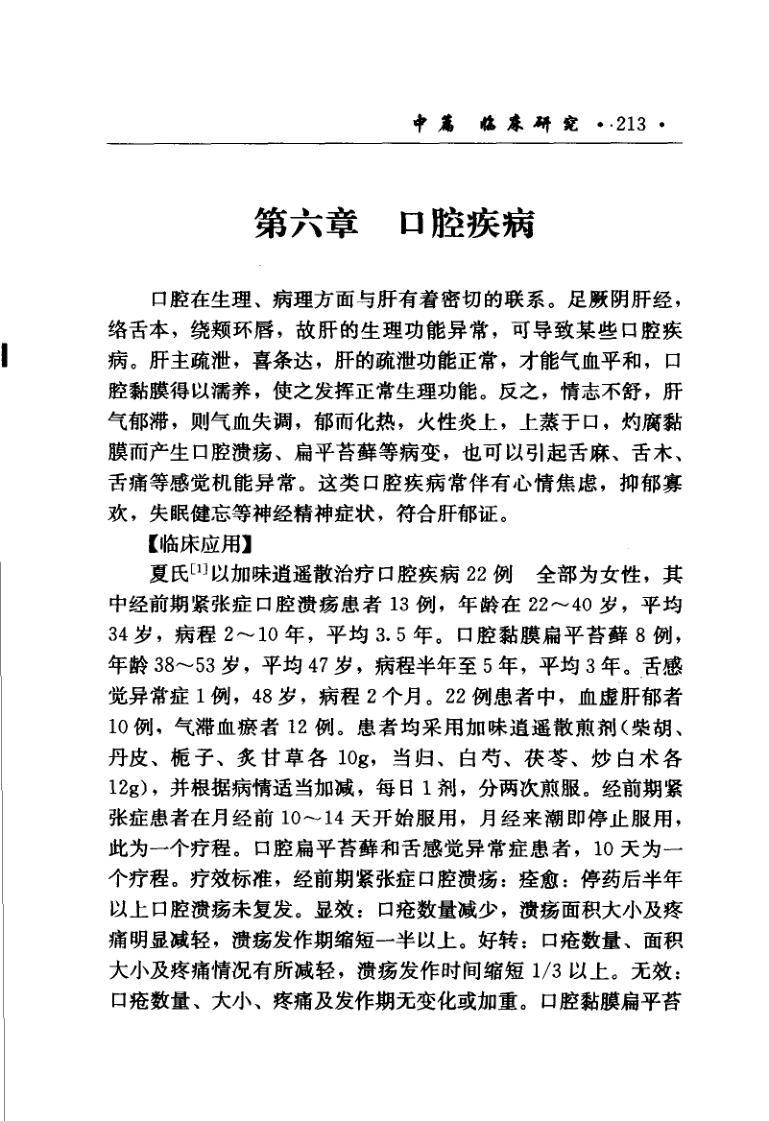 中篇 临床研究 ··213·
第六章 口腔疾病
口腔在生理、病理方面与肝有着密切的联系。足厥阴肝经，
络舌本，绕颊环唇，故肝的生理功能异常，可导致某些口腔疾
病。肝主疏泄，喜条达，肝的疏泄功能正常，才能气血平和，口
腔黏膜得以濡养，使之发挥正常生理功能。反之，情志不舒，肝
气郁滞，则气血失调，郁而化热，火性炎上，上蒸于口，灼腐黏
膜而产生口腔溃疡、扁平苔藓等病变，也可以引起舌麻、舌木、
舌痛等感觉机能异常。这类口腔疾病常伴有心情焦虑，抑郁寡
欢，失眠健忘等神经精神症状，符合肝郁证。
【临床应用】
夏氏[1]以加味逍遥散治疗口腔疾病 22 例 全部为女性，其
中经前期紧张症口腔溃疡患者 13 例，年龄在 22～40 岁，平均
34 岁，病程 2～10 年，平均 3.5 年。口腔黏膜扁平苔藓 8 例，
年龄 38～53 岁，平均 47 岁，病程半年至 5 年，平均 3 年。舌感
觉异常症 1 例，48 岁，病程 2 个月。22 例患者中，血虚肝郁者
10 例，气滞血瘀者 12 例。患者均采用加味逍遥散煎剂（柴胡、
丹皮、栀子、炙甘草各 10g，当归、白芍、茯苓、炒白术各
12g），并根据病情适当加减，每日 1 剂，分两次煎服。经前期紧
张症患者在月经前 10～14 天开始服用，月经来潮即停止服用，
此为一个疗程。口腔扁平苔藓和舌感觉异常症患者，10 天为一
个疗程。疗效标准，经前期紧张症口腔溃疡：痊愈：停药后半年
以上口腔溃疡未复发。显效：口疮数量减少，溃疡面积大小及疼
痛明显减轻，溃疡发作期缩短一半以上。好转：口疮数量、面积
大小及疼痛情况有所减轻，溃疡发作时间缩短 1/3 以上。无效：
口疮数量、大小、疼痛及发作期无变化或加重。口腔黏膜扁平苔